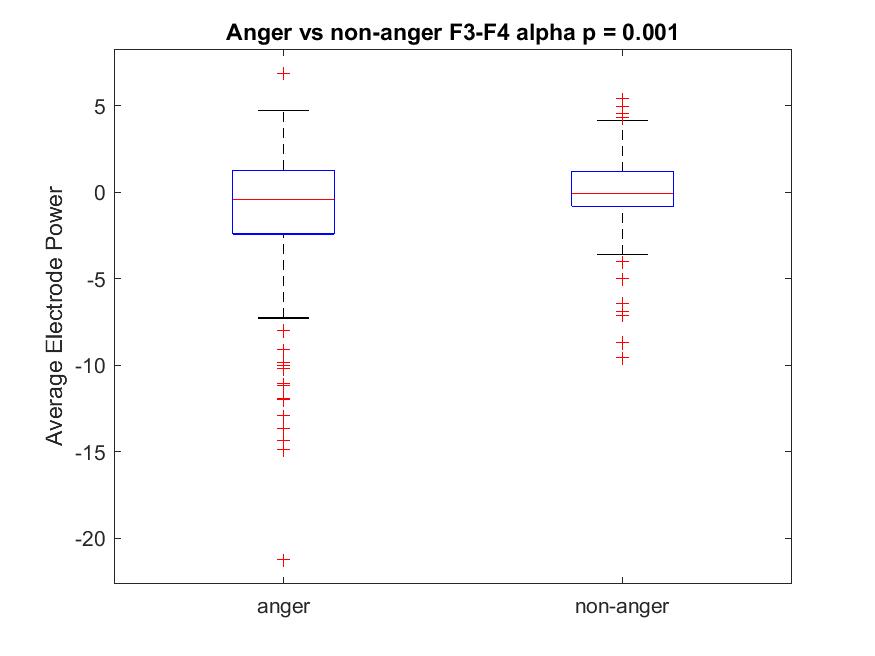 Anger vs non-anger F3-F4 alpha p = 0.001
Average Electrode Power
5
0
-5
-10
-15
-20
anger non-anger